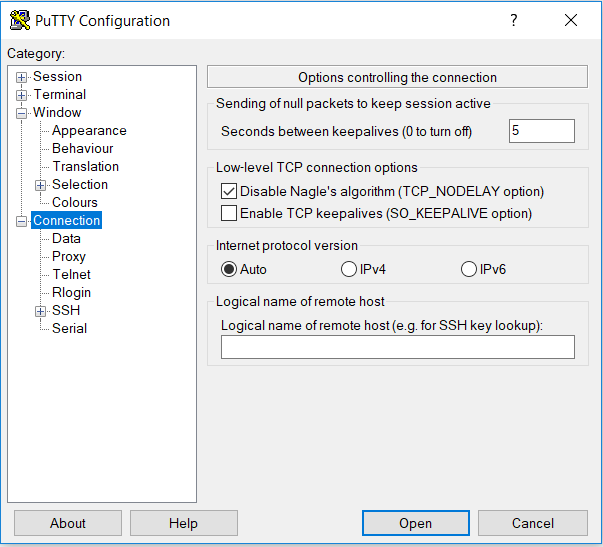 PuTTY Configuration
?
Category:
Session
Terminal
Window
Appearance
Behaviour
Translation
Selection
Colours
Connection
Data
Proxy
Telnet
Rlogin
SSH
Serial
Options controlling the connection
Sending of null packets to keep session active
Seconds between keepalives (0 to turn off) 5
Low-level TCP connection options
Disable Nagle's algorithm (TCP_NODELAY option)
Enable TCP keepalives (SO_KEEPALIVE option)
Internet protocol version
Auto IPv4 IPv6
Logical name of remote host
Logical name of remote host (e.g. for SSH key lookup):
About Help Open Cancel